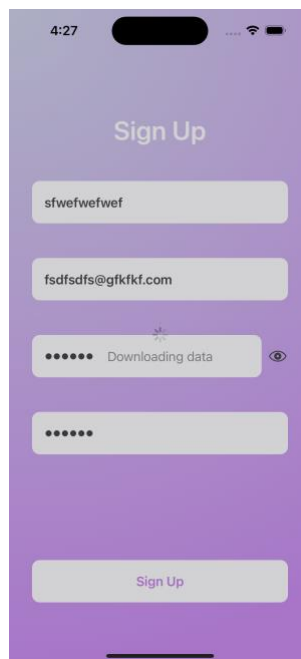 4:27
Sign Up
sfwefwefwef
fsdfsdfs@gfkfkf.com
•••••• Downloading data
••••••
Sign Up